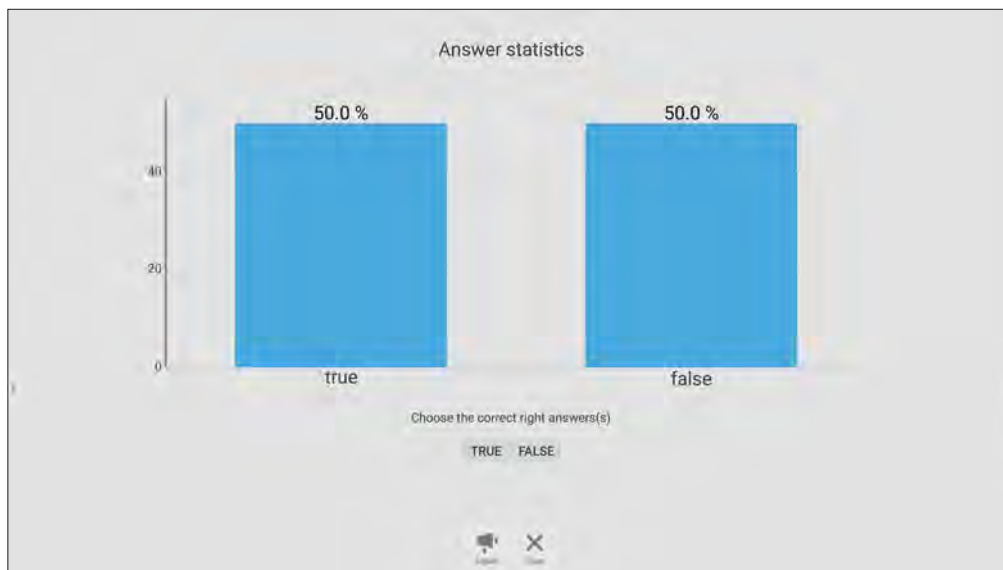 Answer statistics
50.0 % 50.0 %
40
20
0
true false
Choose the correct right answers(s)
TRUE FALSE